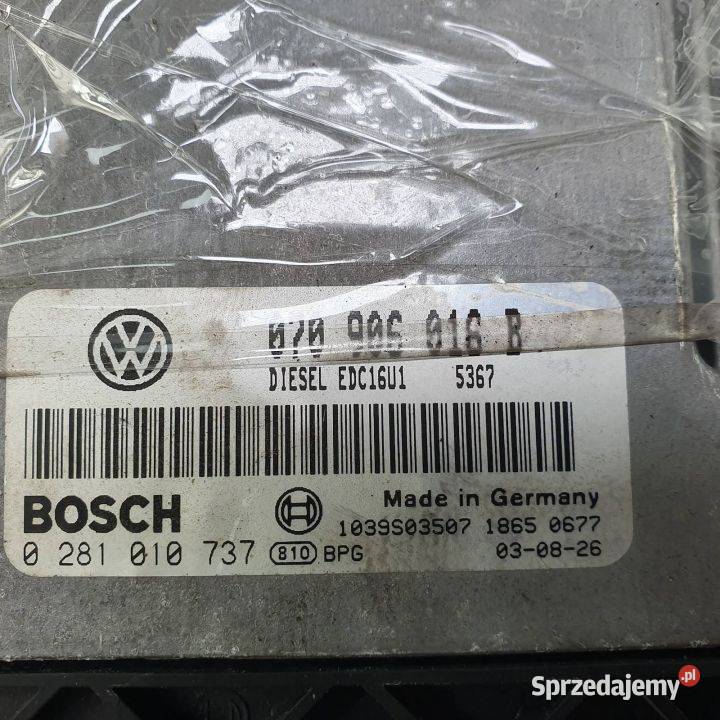 070 906 016 B
DIESEL EDC16U1 5367
BOSCH
Made in Germany
1039S03507 1865 0677
0 281 010 737 810 BPG 03-08-26
Sprzedajemy.pl